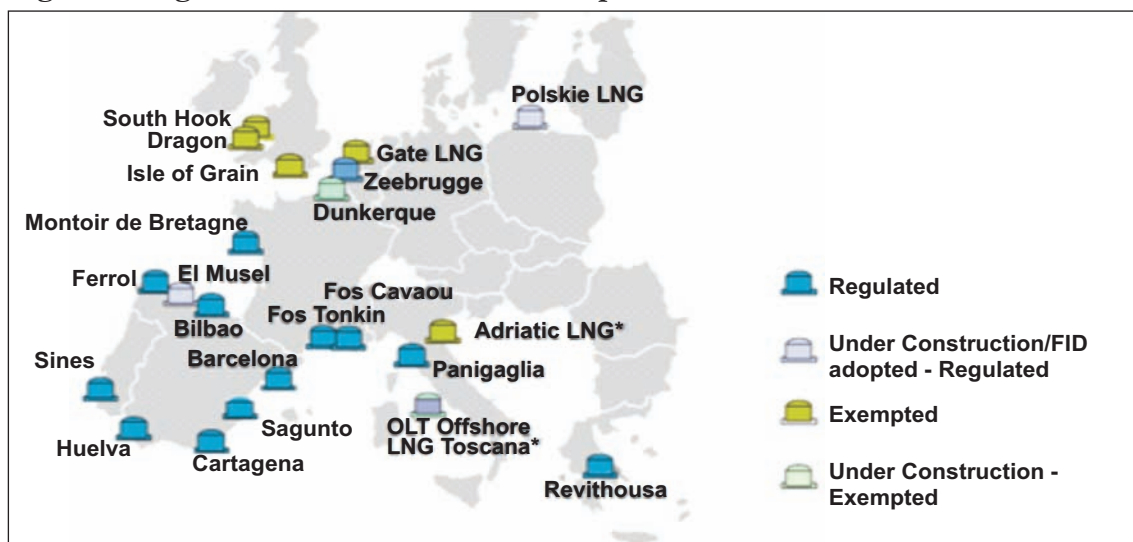 Polskie LNG
South Hook
Dragon
Gate LNG
Isle of Grain
Zeebrugge
Dunkerque
Montoir de Bretagne
Ferrol
El Musel
Fos Cavaou
Bilbao
Fos Tonkin
Adriatic LNG*
Sines
Barcelona
Panigaglia
Sagunto
OLT Offshore
LNG Toscana*
Huelva
Cartagena
Revithousa
Regulated
Under Construction/FID
adopted - Regulated
Exempted
Under Construction -
Exempted